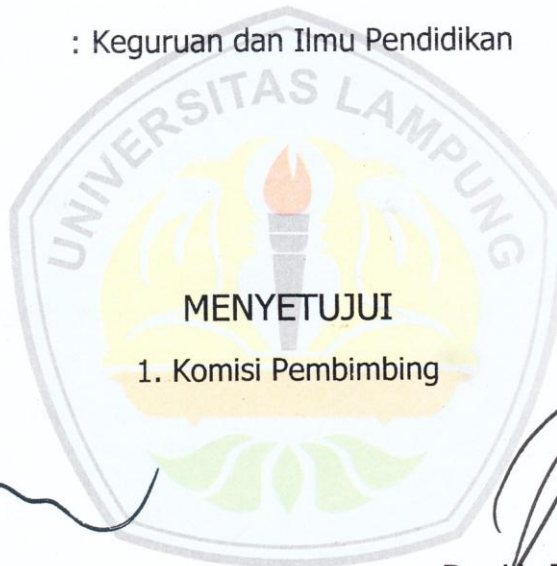 : Keguruan dan Ilmu Pendidikan
UNIVERSITAS LAMPUNG
MENYETUJUI
1. Komisi Pembimbing